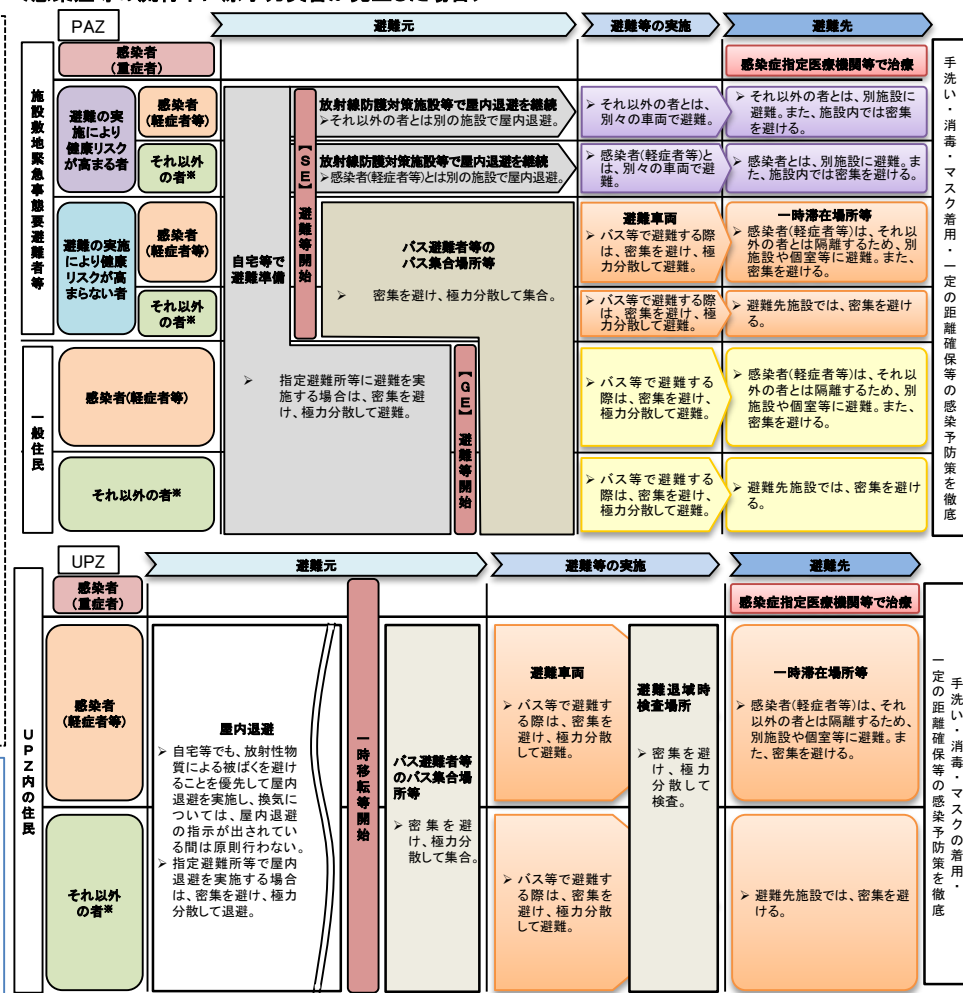 PAZ
避難元
避難等の実施
避難先
感染者
(重症者)
感染症指定医療機関等で治療
施設敷地緊急事態要避難者等
避難の実
施により
健康リスク
が高まる者
感染者
(軽症者等)
それ以外
の者※
放射線防護対策施設等で屋内退避を継続
➢それ以外の者とは別の施設で屋内退避。
放射線防護対策施設等で屋内退避を継続
➢感染者(軽症者等)とは別の施設で屋内退避。
➢ それ以外の者とは、
別々の車両で避難。
➢ それ以外の者とは、別施設に
避難。また、施設内では密集
を避ける。
➢ 感染者(軽症者等)と
は、別々の車両で避
難。
➢ 感染者とは、別施設に避難。ま
た、施設内では密集を避ける。
避難の実施
により健康
リスクが高
まらない者
感染者
(軽症者等)
それ以外
の者※
自宅等で
避難準備
【SE】避難等開始
バス避難者等の
バス集合場所等
➢ 密集を避け、極力分散して集合。
避難車両
➢ バス等で避難する際
は、密集を避け、極
力分散して避難。
一時滞在場所等
➢ 感染者(軽症者等)は、それ以
外の者とは隔離するため、別
施設や個室等に避難。また、
密集を避ける。
➢ バス等で避難する際
は、密集を避け、極
力分散して避難。
➢ 避難先施設では、密集を避け
る。
一般住民
感染者(軽症者等)
それ以外の者※
➢ 指定避難所等に避難を実
施する場合は、密集を避
け、極力分散して避難。
【GE】避難等開始
➢ バス等で避難する
際は、密集を避け、
極力分散して避難。
➢ 感染者(軽症者等)は、それ以
外の者とは隔離するため、別
施設や個室等に避難。また、
密集を避ける。
➢ バス等で避難する
際は、密集を避け、
極力分散して避難。
➢ 避難先施設では、密集を避け
る。
手洗い・消毒・マスク着用・一定の距離確保等の感染予防策を徹底
UPZ
避難元
避難等の実施
避難先
感染者
(重症者)
感染症指定医療機関等で治療
UPZ内の住民
感染者
(軽症者等)
それ以外
の者※
屋内退避
➢ 自宅等でも、放射性物
質による被ばくを避け
ることを優先して屋内
退避を実施し、換気に
ついては、屋内退避
の指示が出されてい
る間は原則行わない。
➢ 指定避難所等で屋内
退避を実施する場合
は、密集を避け、極力
分散して退避。
一時移転等開始
バス避難者等
のバス集合場
所等
➢ 密集を避
け、極力分
散して集合。
避難車両
➢ バス等で避難す
る際は、密集を
避け、極力分散
して避難。
➢ バス等で避難す
る際は、密集を
避け、極力分散
して避難。
避難退域時
検査場所
➢ 密集を避
け、極力
分散して
検査。
一時滞在場所等
➢ 感染者(軽症者等)は、それ
以外の者とは隔離するため、
別施設や個室等に避難。ま
た、密集を避ける。
➢ 避難先施設では、密集を避
ける。
手洗い・消毒・マスクの着用・
一定の距離確保等の感染予防策を徹底